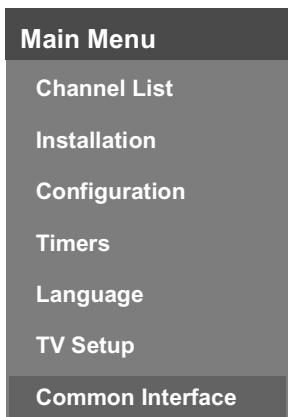 Main Menu
Channel List
Installation
Configuration
Timers
Language
TV Setup
Common Interface